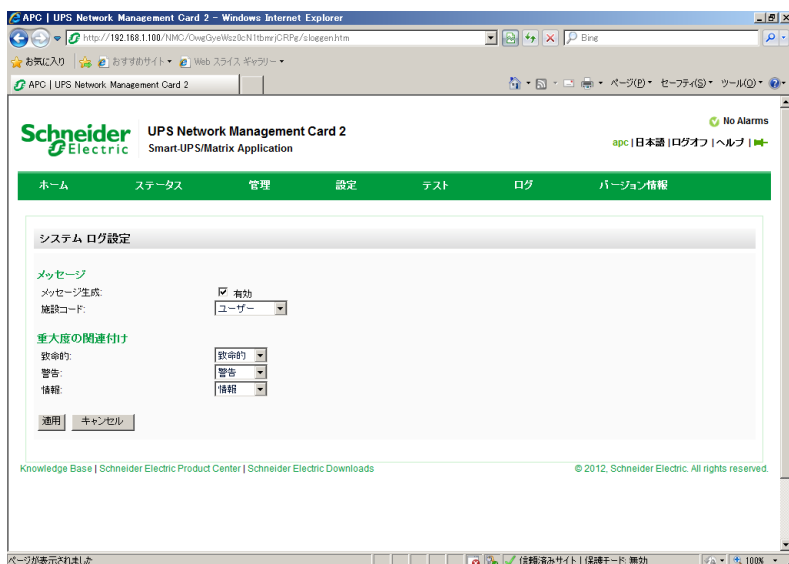 APC | UPS Network Management Card 2 - Windows Internet Explorer
http://192.168.1.100/NMC/OwgGyeWsz0cN1tbmrjCRPg/sloggen.htm
Bing
お気に入り おすすめサイト Web スライス ギャラリー
APC | UPS Network Management Card 2
ページ(P) セーフティ(S) ツール(O)
No Alarms
Schneider Electric
UPS Network Management Card 2
Smart-UPS/Matrix Application
apc | 日本語 | ログオフ | ヘルプ |
ホーム ステータス 管理 設定 テスト ログ バージョン情報
システム ログ設定
メッセージ
メッセージ生成: 有効
施設コード: ユーザー
重大度の関連付け
致命的: 致命的
警告: 警告
情報: 情報
適用 キャンセル
Knowledge Base | Schneider Electric Product Center | Schneider Electric Downloads
© 2012, Schneider Electric. All rights reserved.
ページが表示されました
信頼済みサイト | 保護モード: 無効
100%